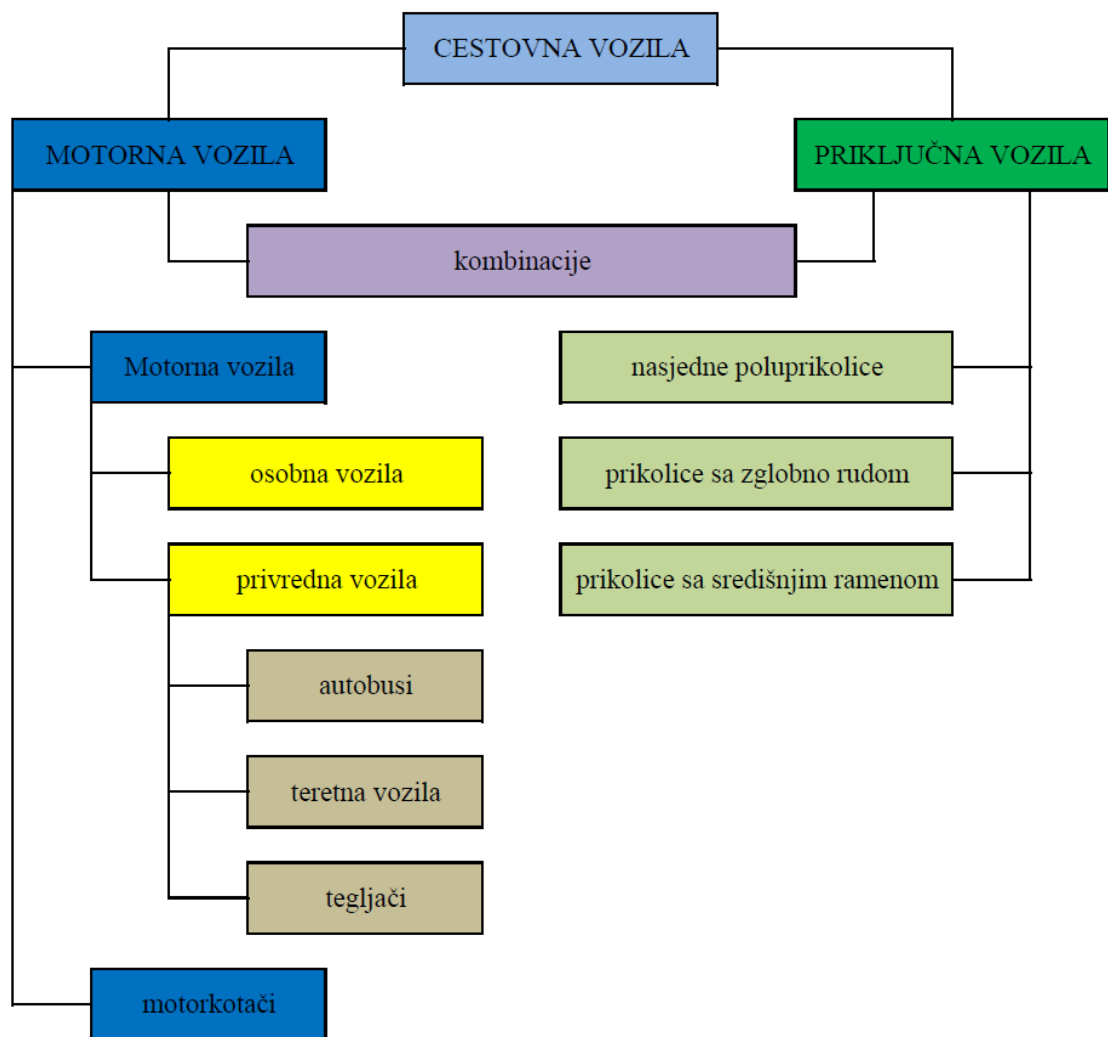 CESTOVNA VOZILA
MOTORNA VOZILA
PRIKLJUČNA VOZILA
kombinacije
Motorna vozila
nasjedne poluprikolice
osobna vozila
prikolice sa zglobno rudom
privredna vozila
prikolice sa središnjim ramenom
autobusi
teretna vozila
tegljači
motorkotači